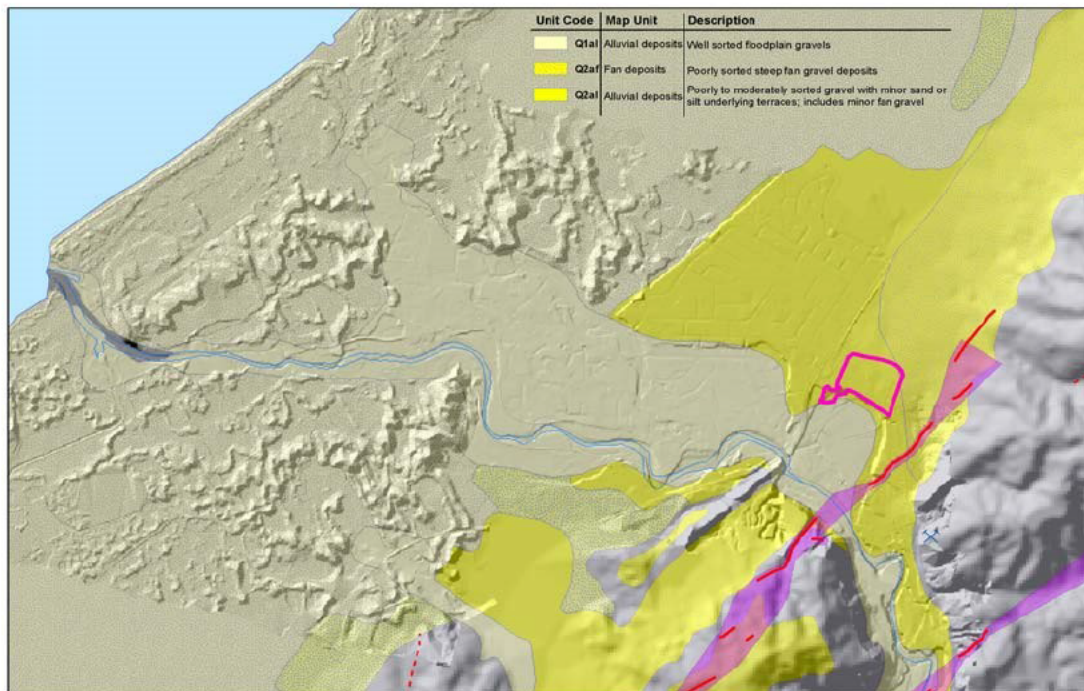 Unit Code Map Unit Description
Q1al Alluvial deposits Well sorted floodplain gravels
Q2af Fan deposits Poorly sorted steep fan gravel deposits
Q2al Alluvial deposits Poorly to moderately sorted gravel with minor sand or
silt underlying terraces; includes minor fan gravel